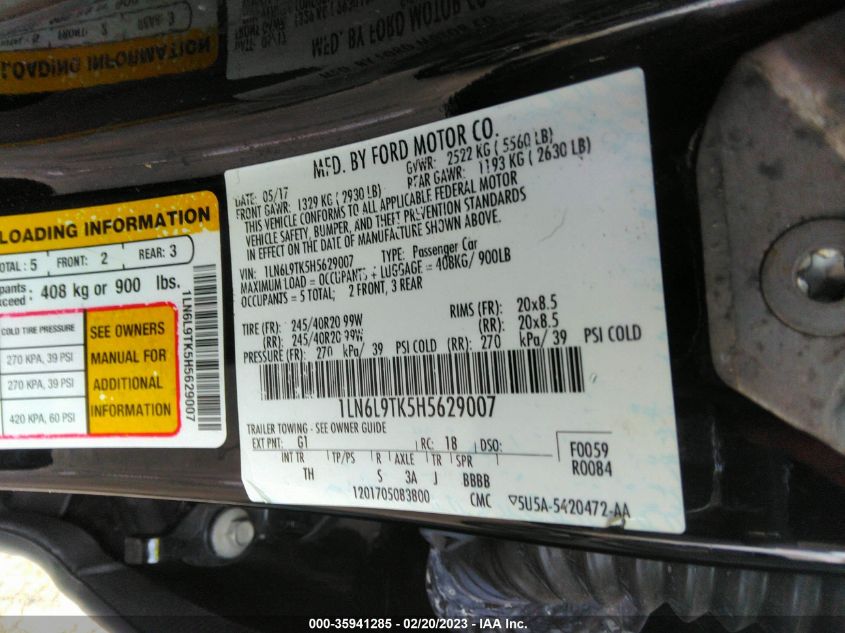 LOADING INFORMATION
OTAL: 5 FRONT: 2 REAR: 3
pants xceed: 408 kg or 900 lbs.
COLD TIRE PRESSURE
270 KPA, 39 PSI
270 KPA, 39 PSI
420 KPA, 60 PSI
SEE OWNERS
MANUAL FOR
ADDITIONAL
INFORMATION
1LN6L9TK5H5629007
MFD. BY FORD MOTOR CO.
DATE: 05/17 GVWR: 2522 KG ( 5560 LB)
FRONT GAWR: 1329 KG ( 2930 LB) REAR GAWR: 1193 KG ( 2630 LB)
THIS VEHICLE CONFORMS TO ALL APPLICABLE FEDERAL MOTOR
VEHICLE SAFETY, BUMPER, AND THEFT PREVENTION STANDARDS
IN EFFECT ON THE DATE OF MANUFACTURE SHOWN ABOVE.
VIN: 1LN6L9TK5H5629007 TYPE: Passenger Car
MAXIMUM LOAD = OCCUPANTS + LUGGAGE = 408KG/ 900LB
OCCUPANTS = 5 TOTAL; 2 FRONT, 3 REAR
TIRE (FR): 245/40R20 99W RIMS (FR): 20x8.5
(RR): 245/40R20 99W (RR): 20x8.5
PRESSURE (FR): 270 kPa/ 39 PSI COLD (RR): 270 kPa/ 39 PSI COLD
1LN6L9TK5H5629007
TRAILER TOWING - SEE OWNER GUIDE
EXT PNT: G1 RC: 18 DSO: F0059
R0084
INT TR TP/PS R AXLE TR SPR
TH S 3A J BBBB
1201705083800 CMC ▽5U5A-5420472-AA
000-35941285 - 02/20/2023 - IAA Inc.